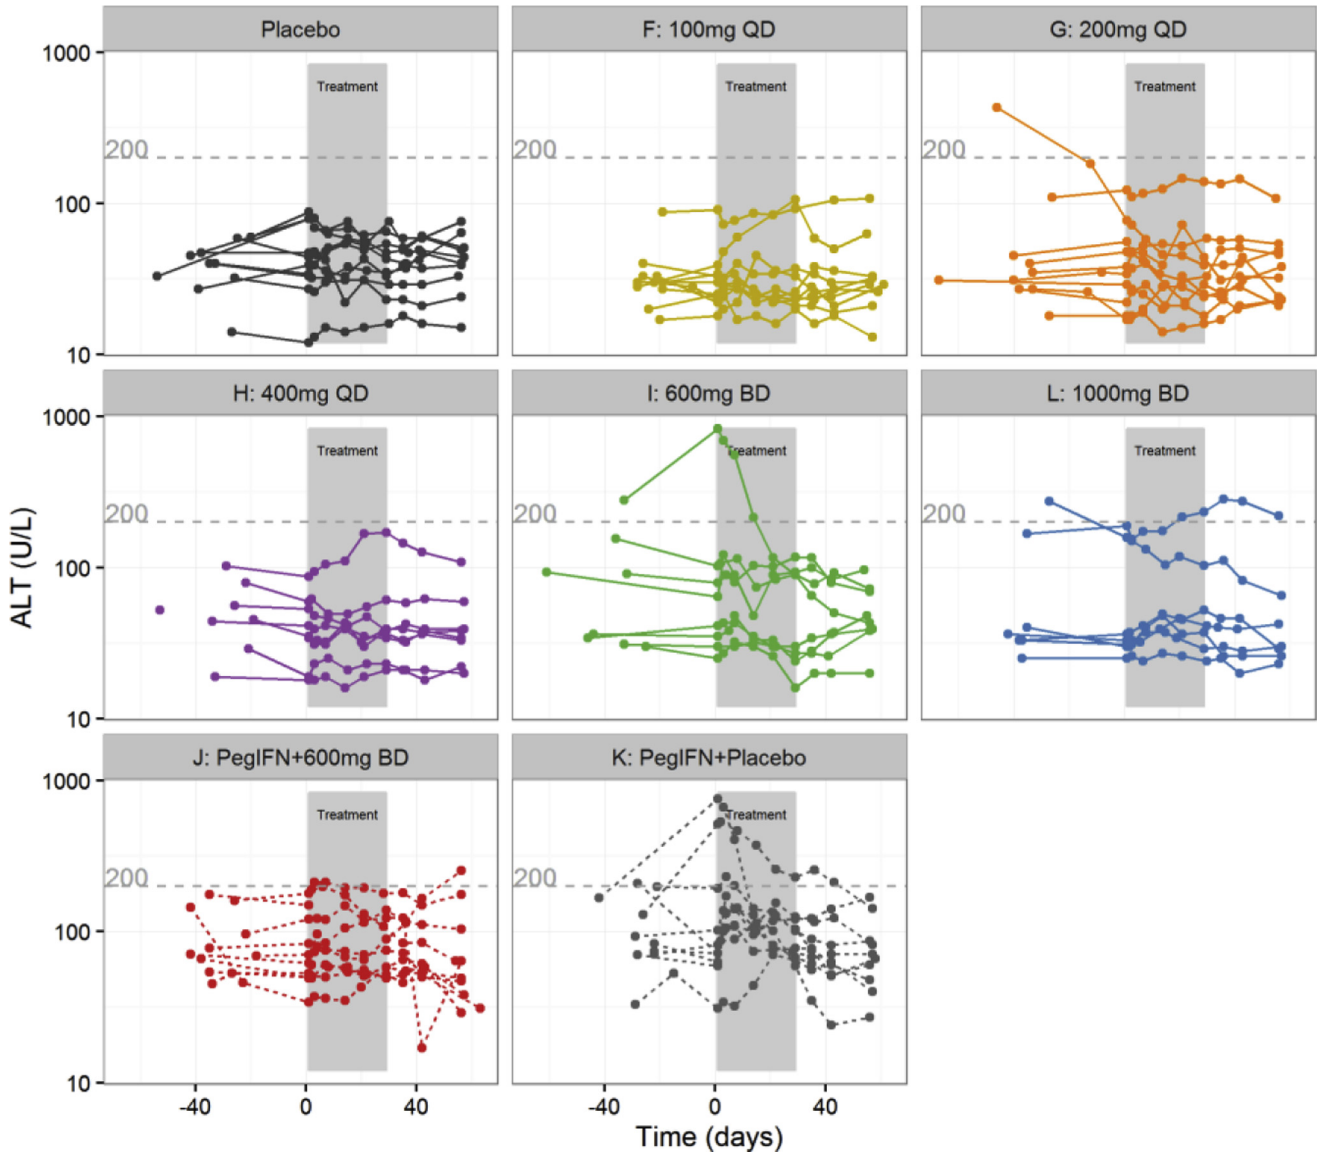 Placebo
F: 100mg QD
G: 200mg QD
1000
Treatment
Treatment
Treatment
200
200
200
100
10
H: 400mg QD
I: 600mg BD
L: 1000mg BD
1000
Treatment
Treatment
Treatment
200
200
200
100
10
ALT (U/L)
J: PegIFN+600mg BD
K: PegIFN+Placebo
1000
Treatment
Treatment
200
200
100
10
-40
0
40
-40
0
40
Time (days)